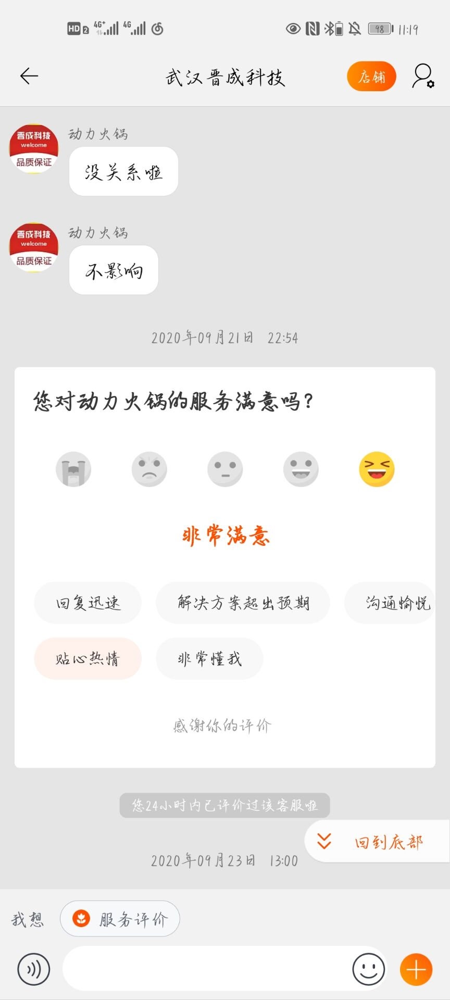 HD 2 4G+ 4G 98 11:19
武汉晋成科技 店铺
晋成科技
welcome
品质保证
动力火锅
没关系啦
晋成科技
welcome
品质保证
动力火锅
不影响
2020年09月21日 22:54
您对动力火锅的服务满意吗?
非常满意
回复迅速 解决方案超出预期 沟通愉悦
贴心热情 非常懂我
感谢你的评价
您24小时内已评价过该客服啦
回到底部
2020年09月23日 13:00
我想 服务评价